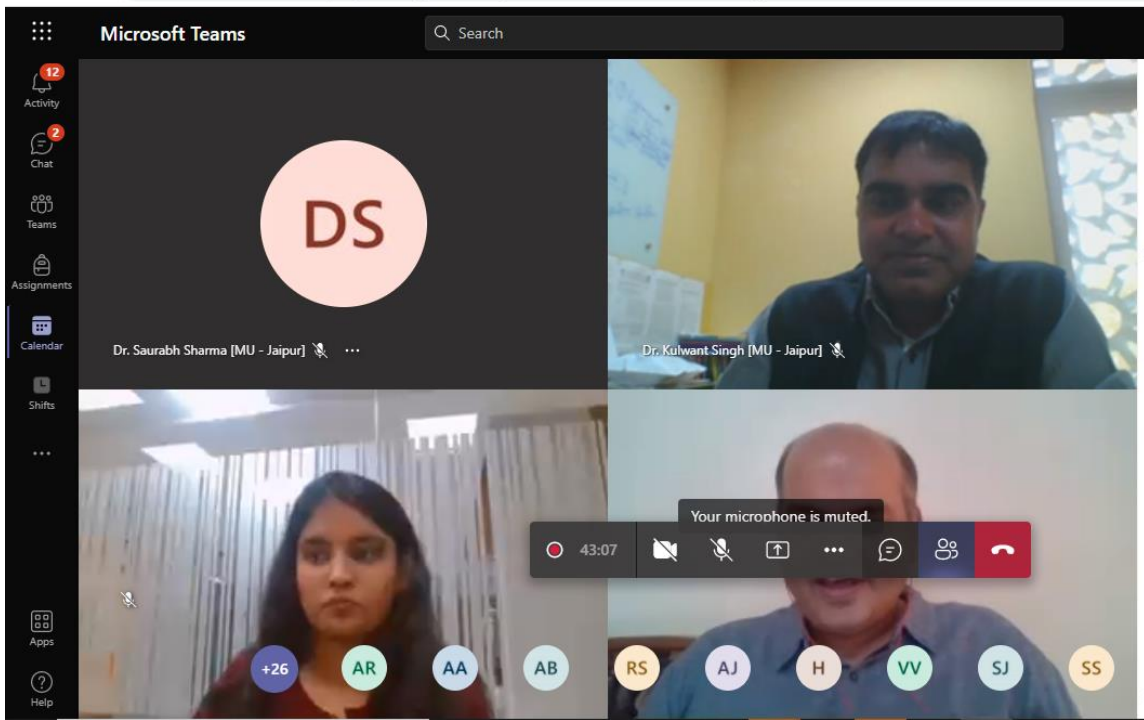 Microsoft Teams
Search
12
Activity
2
Chat
Teams
Assignments
Calendar
Shifts
Apps
Help
DS
Dr. Saurabh Sharma [MU - Jaipur]
Dr. Kulwant Singh [MU - Jaipur]
Your microphone is muted.
43:07
+26
AR
AA
AB
RS
AJ
H
VV
SJ
SS